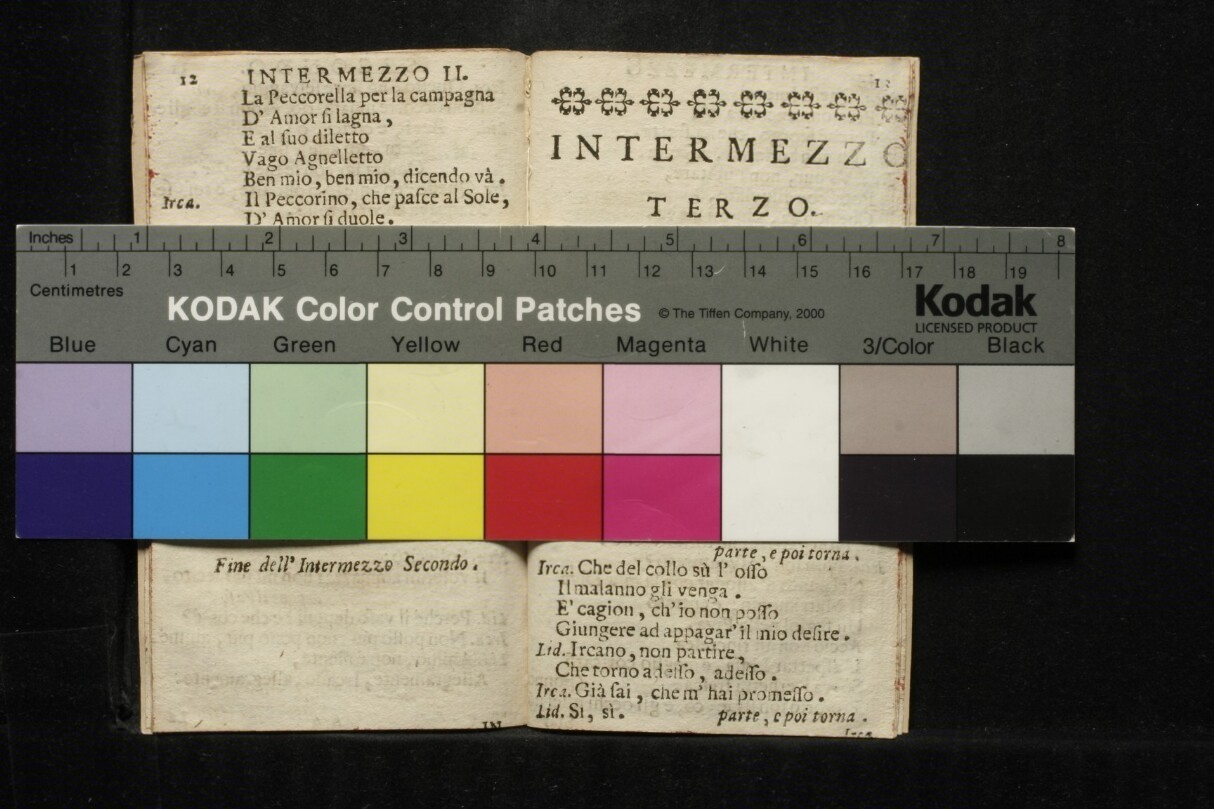 12 INTERMEZZO II.
La Peccorella per la campagna
D' Amor ſi lagna,
E al ſuo diletto
Vago Agnelletto
Ben mio, ben mio, dicendo và.
Irca. Il Peccorino, che paſce al Sole,
D' Amor ſi duole.
INTERMEZZO
TERZO.
Inches 1 2 3 4 5 6 7 8
1 2 3 4 5 6 7 8 9 10 11 12 13 14 15 16 17 18 19
Centimetres
KODAK Color Control Patches © The Tiffen Company, 2000
Kodak
LICENSED PRODUCT
Blue Cyan Green Yellow Red Magenta White 3/Color Black
Fine dell' Intermezzo Secondo.
IN
parte, e poi torna.
Irca. Che del collo sù l' oſſo
Il malanno gli venga.
E' cagion, ch' io non poſſo
Giungere ad appagar' il mio deſire.
Lid. Ircano, non partire,
Che torno adeſſo, adeſſo.
Irca. Già ſai, che m' hai promeſſo.
Lid. Sì, sì. parte, e poi torna.